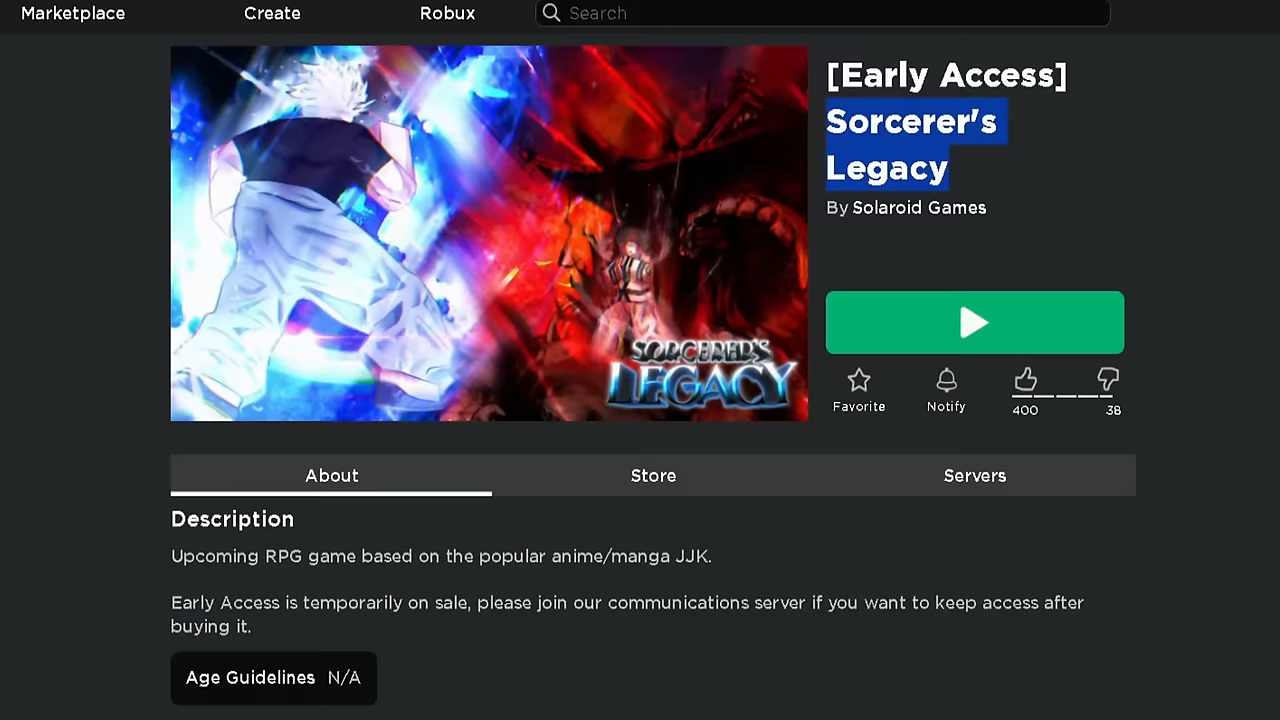 Marketplace Create Robux Search
[Early Access]
Sorcerer's
Legacy
By Solaroid Games
SORCERER'S
LEGACY
Favorite Notify 400 38
About Store Servers
Description
Upcoming RPG game based on the popular anime/manga JJK.
Early Access is temporarily on sale, please join our communications server if you want to keep access after
buying it.
Age Guidelines N/A